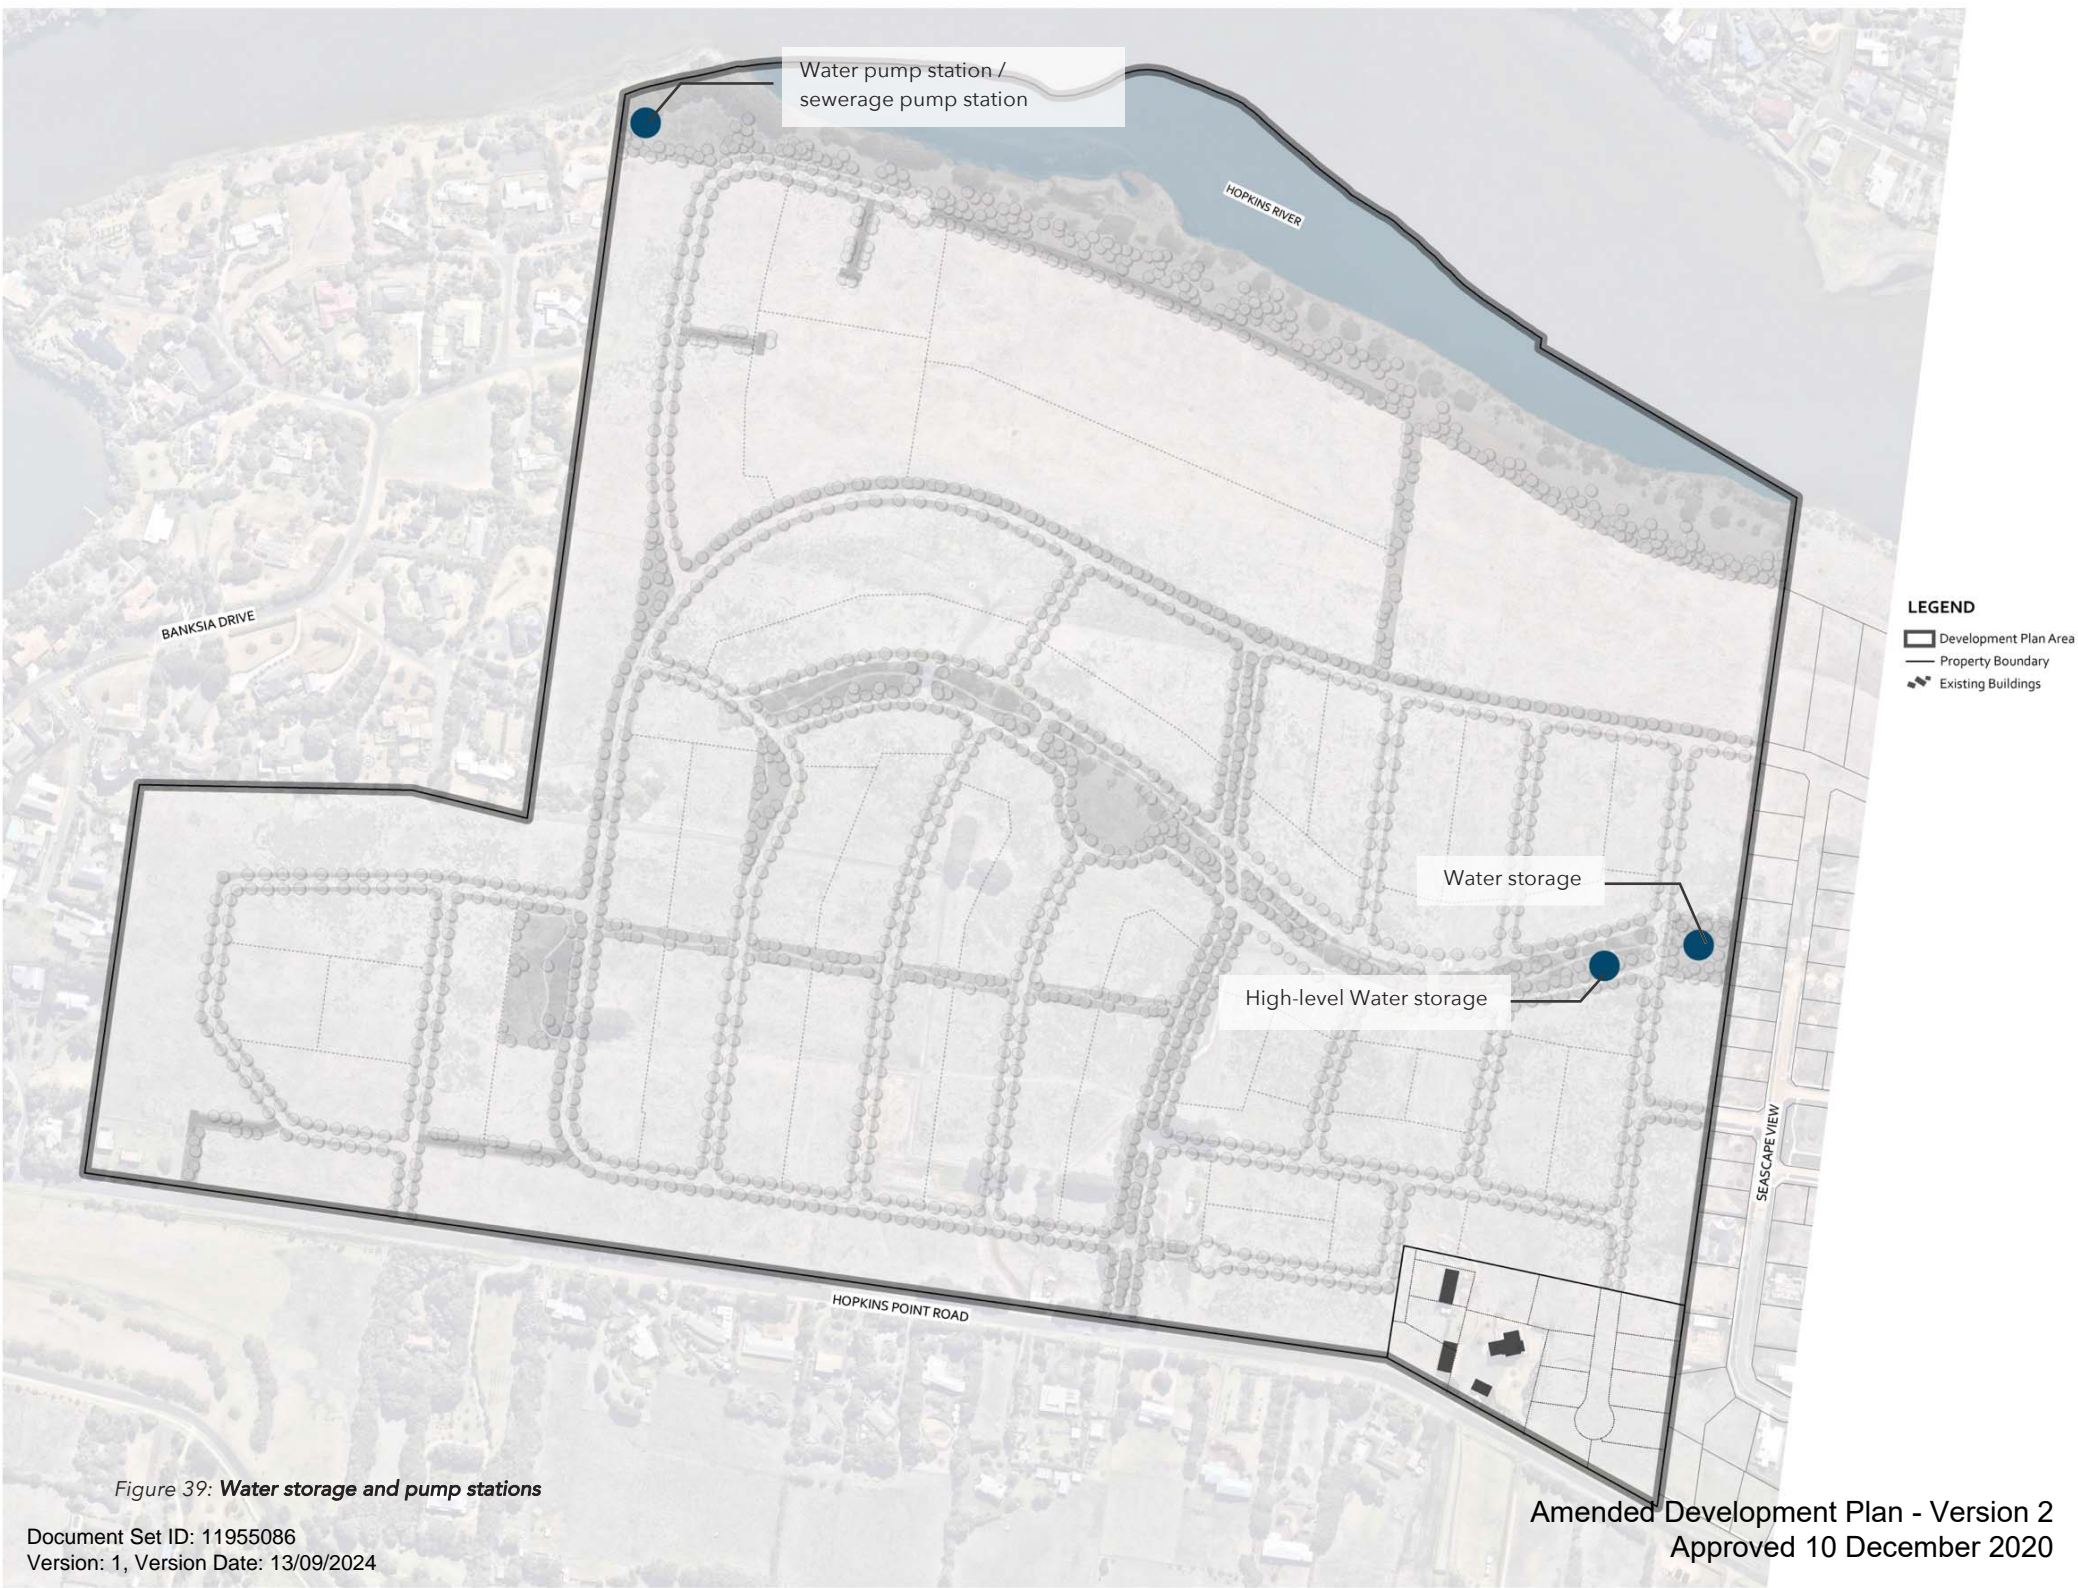 Water pump station /
sewerage pump station
HOPKINS RIVER
BANKSIA DRIVE
LEGEND
Development Plan Area
Property Boundary
Existing Buildings
Water storage
High-level Water storage
SEASCAPE VIEW
HOPKINS POINT ROAD
Figure 39: Water storage and pump stations
Document Set ID: 11955086
Version: 1, Version Date: 13/09/2024
Amended Development Plan - Version 2
Approved 10 December 2020